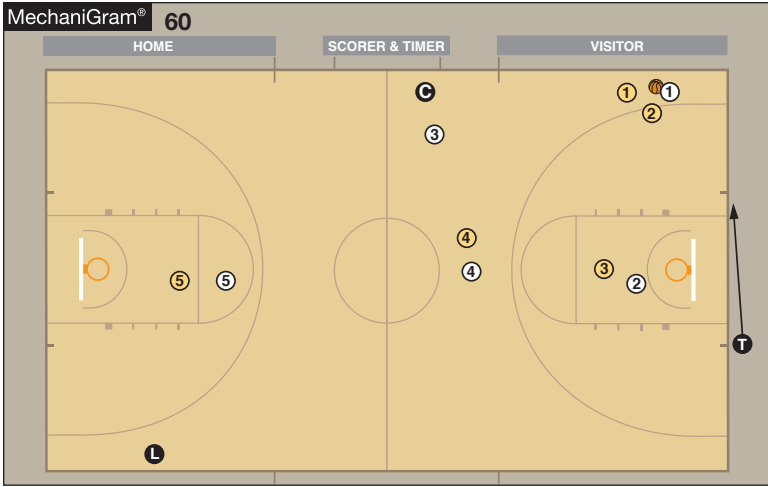 MechaniGram® 60
HOME SCORER & TIMER VISITOR
C 1 1
2
3
4
3
4 2
5 5
T
L